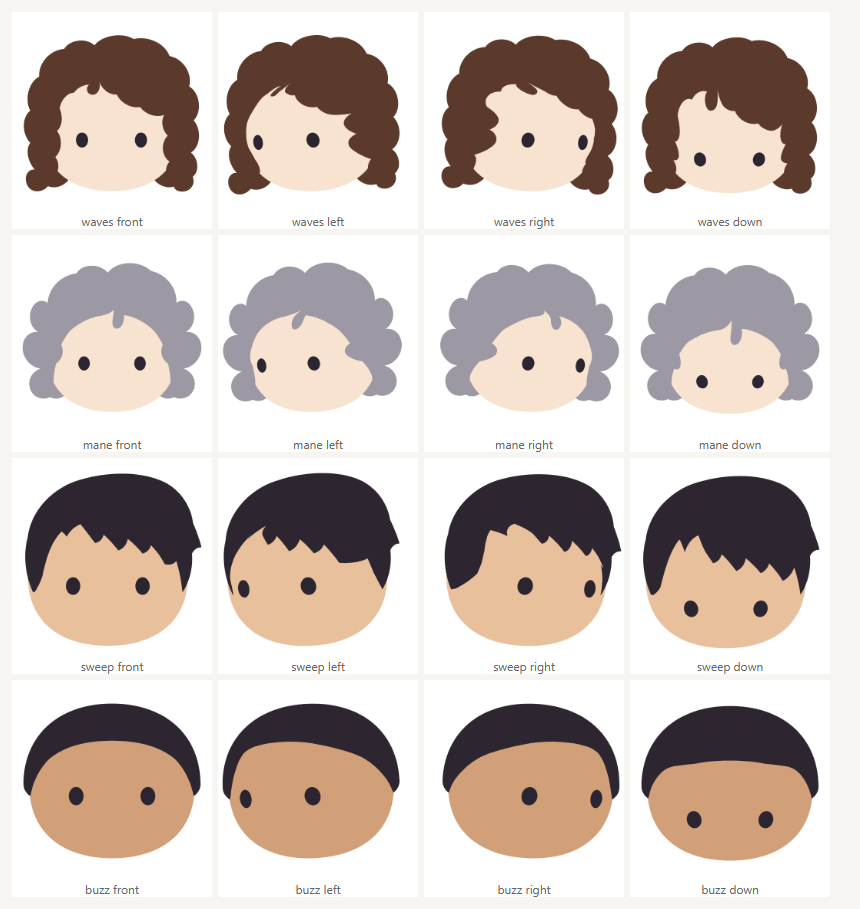 waves front
waves left
waves right
waves down
mane front
mane left
mane right
mane down
sweep front
sweep left
sweep right
sweep down
buzz front
buzz left
buzz right
buzz down